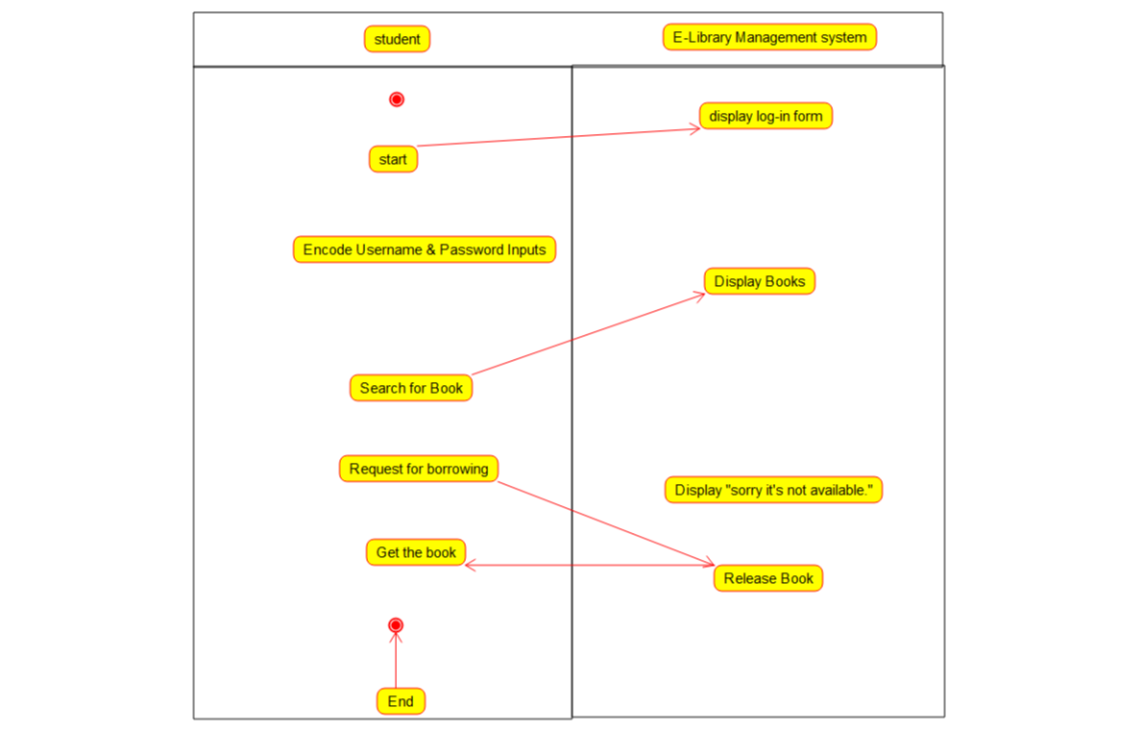 student
E-Library Management system
display log-in form
start
Encode Username & Password Inputs
Display Books
Search for Book
Request for borrowing
Display "sorry it's not available."
Get the book
Release Book
End